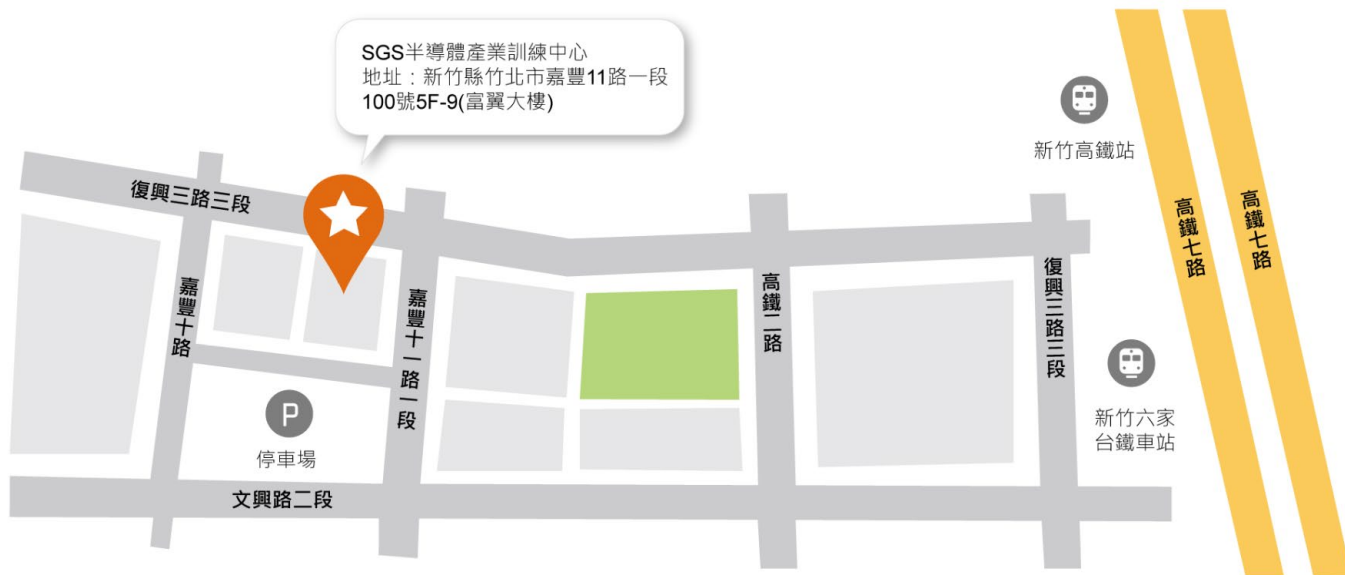 SGS半導體產業訓練中心
地址：新竹縣竹北市嘉豐11路一段
100號5F-9(富翼大樓)
新竹高鐵站
復興三路三段
高鐵七路
高鐵七路
嘉豐十路
嘉豐十一路一段
高鐵二路
復興三路三段
P
停車場
新竹六家
台鐵車站
文興路二段